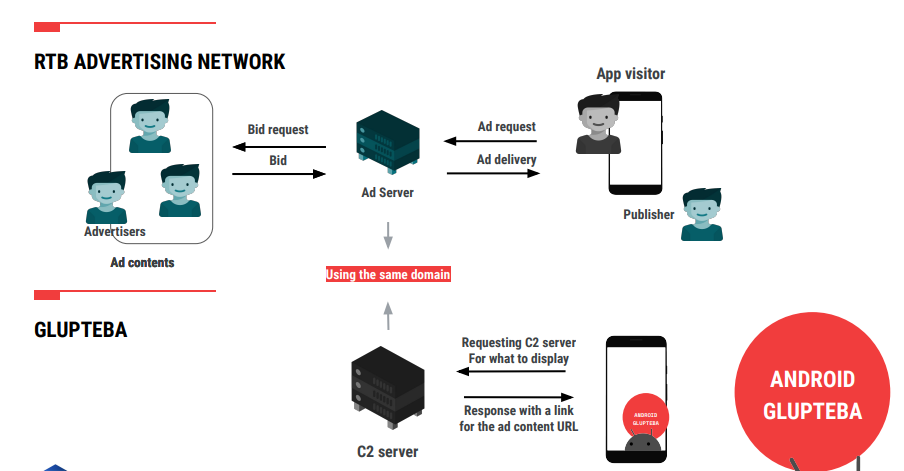 RTB ADVERTISING NETWORK
App visitor
Bid request
Bid
Ad request
Ad delivery
Ad Server
Publisher
Advertisers
Ad contents
Using the same domain
GLUPTEBA
Requesting C2 server
For what to display
Response with a link
for the ad content URL
C2 server
ANDROID
GLUPTEBA
ANDROID
GLUPTEBA